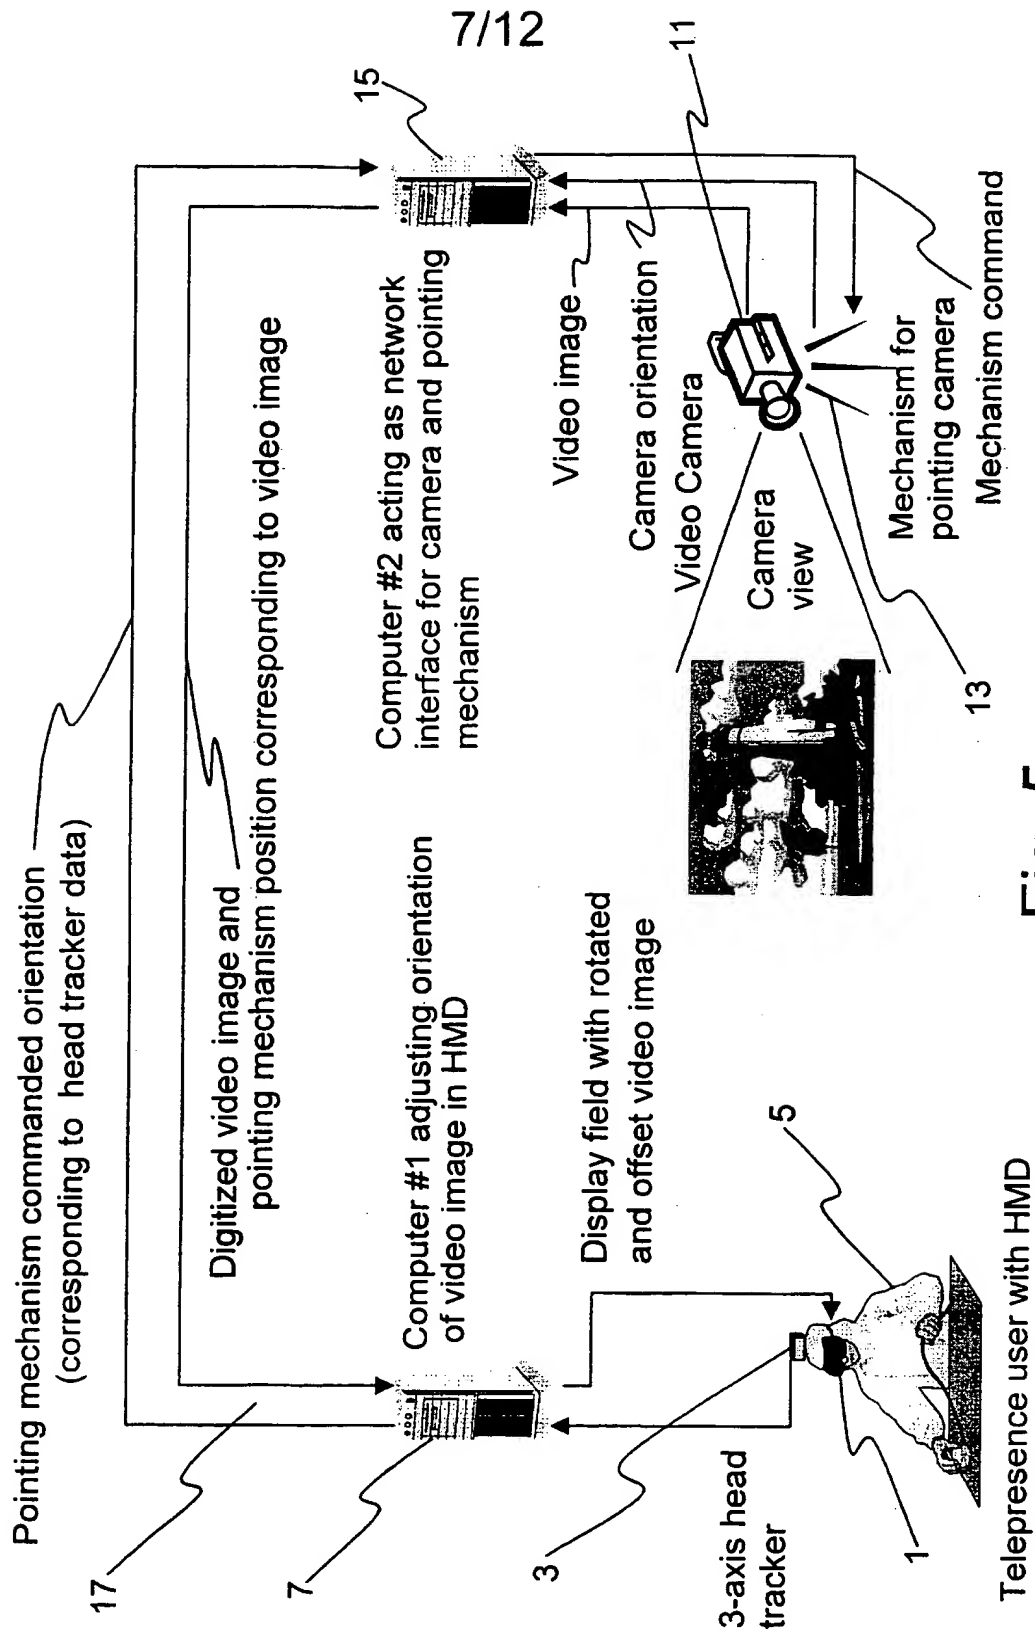 7/12
Pointing mechanism commanded orientation
(corresponding to head tracker data)
17
Digitized video image and
pointing mechanism position corresponding to video image
15
7
Computer #1 adjusting orientation
of video image in HMD
Computer #2 acting as network
interface for camera and pointing
mechanism
3
Display field with rotated
and offset video image
Video image
11
Camera orientation
Video Camera
3-axis head
tracker
5
Camera
view
1
Mechanism for
pointing camera
13
Mechanism command
Telepresence user with HMD